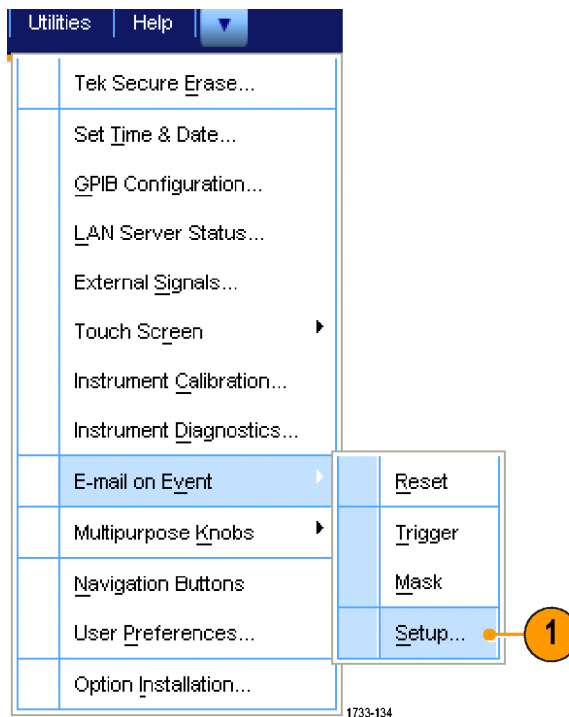 Utilities Help
Tek Secure Erase...
Set Time & Date...
GPIB Configuration...
LAN Server Status...
External Signals...
Touch Screen
Instrument Calibration...
Instrument Diagnostics...
E-mail on Event
Reset
Multipurpose Knobs
Trigger
Navigation Buttons
Mask
User Preferences...
Setup...
1
Option Installation...
1733-134